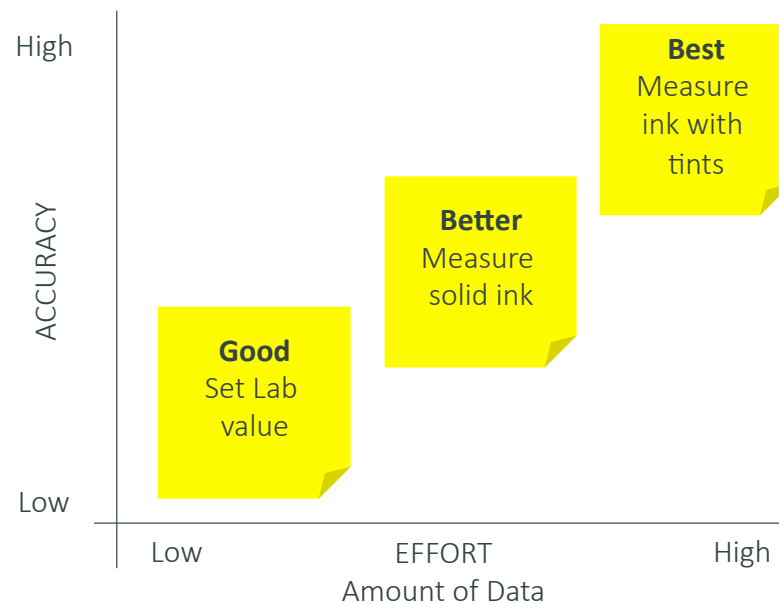 High
Best
Measure
ink with
tints
Better
Measure
solid ink
ACCURACY
Good
Set Lab
value
Low
Low
EFFORT
High
Amount of Data